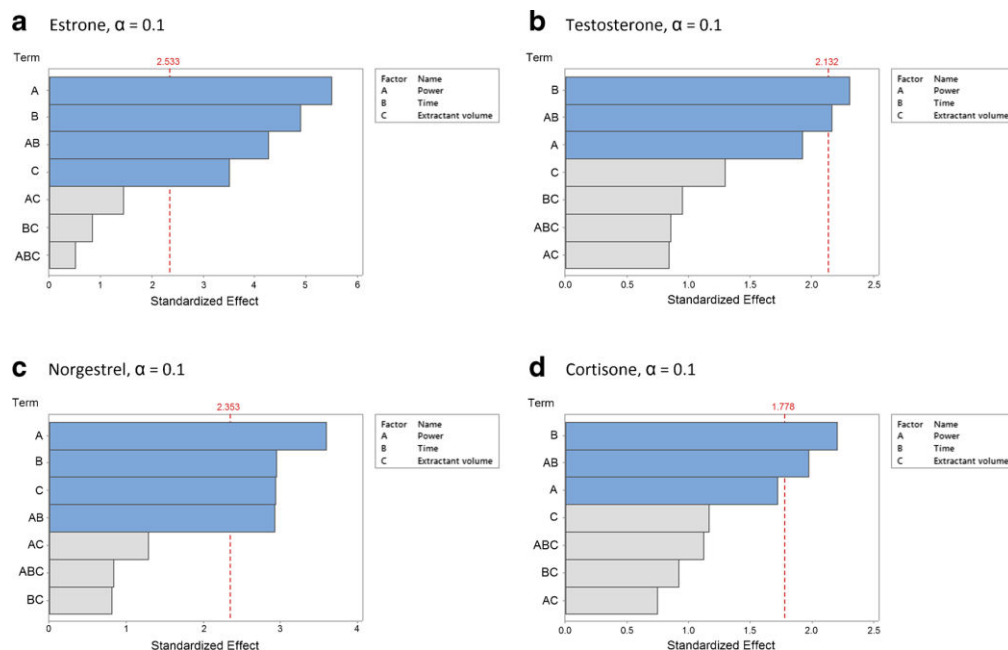 a Estrone, α = 0.1
Term
2.533
A
B
AB
C
AC
BC
ABC
0 1 2 3 4 5 6
Standardized Effect
Factor Name
A Power
B Time
C Extractant volume
b Testosterone, α = 0.1
Term
2.132
B
AB
A
C
BC
ABC
AC
0.0 0.5 1.0 1.5 2.0 2.5
Standardized Effect
Factor Name
A Power
B Time
C Extractant volume
c Norgestrel, α = 0.1
Term
2.353
A
B
C
AB
AC
ABC
BC
0 1 2 3 4
Standardized Effect
Factor Name
A Power
B Time
C Extractant volume
d Cortisone, α = 0.1
Term
1.778
B
AB
A
C
ABC
BC
AC
0.0 0.5 1.0 1.5 2.0 2.5
Standardized Effect
Factor Name
A Power
B Time
C Extractant volume